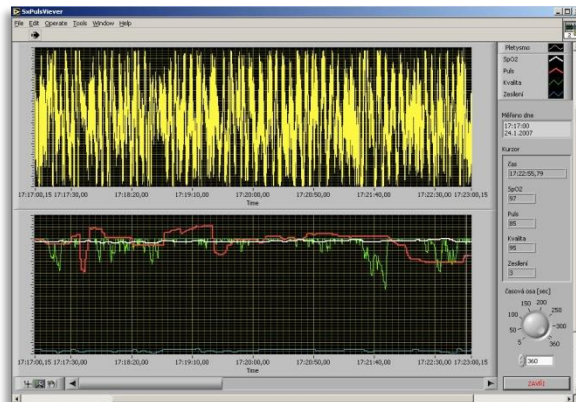 SxPulsViever
File Edit Operate Tools Window Help
2
Pletysmo
SpO2
Puls
Kvalita
Zesílení
Měřeno dne
17:17:00
24.1.2007
Kurzor
čas
17:22:55,79
SpO2
97
Puls
85
Kvalita
95
Zesílení
3
17:17:00,15 17:17:30,00 17:18:20,00 17:19:10,00 17:20:00,00 17:20:50,00 17:21:40,00 17:22:30,00 17:23:00,15
Time
17:17:00,15 17:17:30,00 17:18:20,00 17:19:10,00 17:20:00,00 17:20:50,00 17:21:40,00 17:22:30,00 17:23:00,15
Time
časová osa [sec]
150 200
100 250
50 300
5 360
360
ZAVŘI